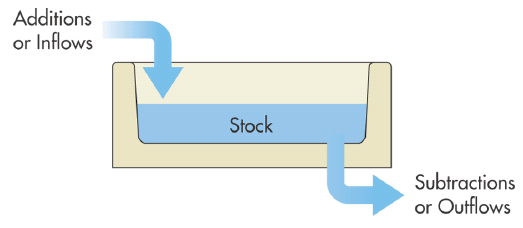 Additions
or Inflows
Stock
Subtractions
or Outflows